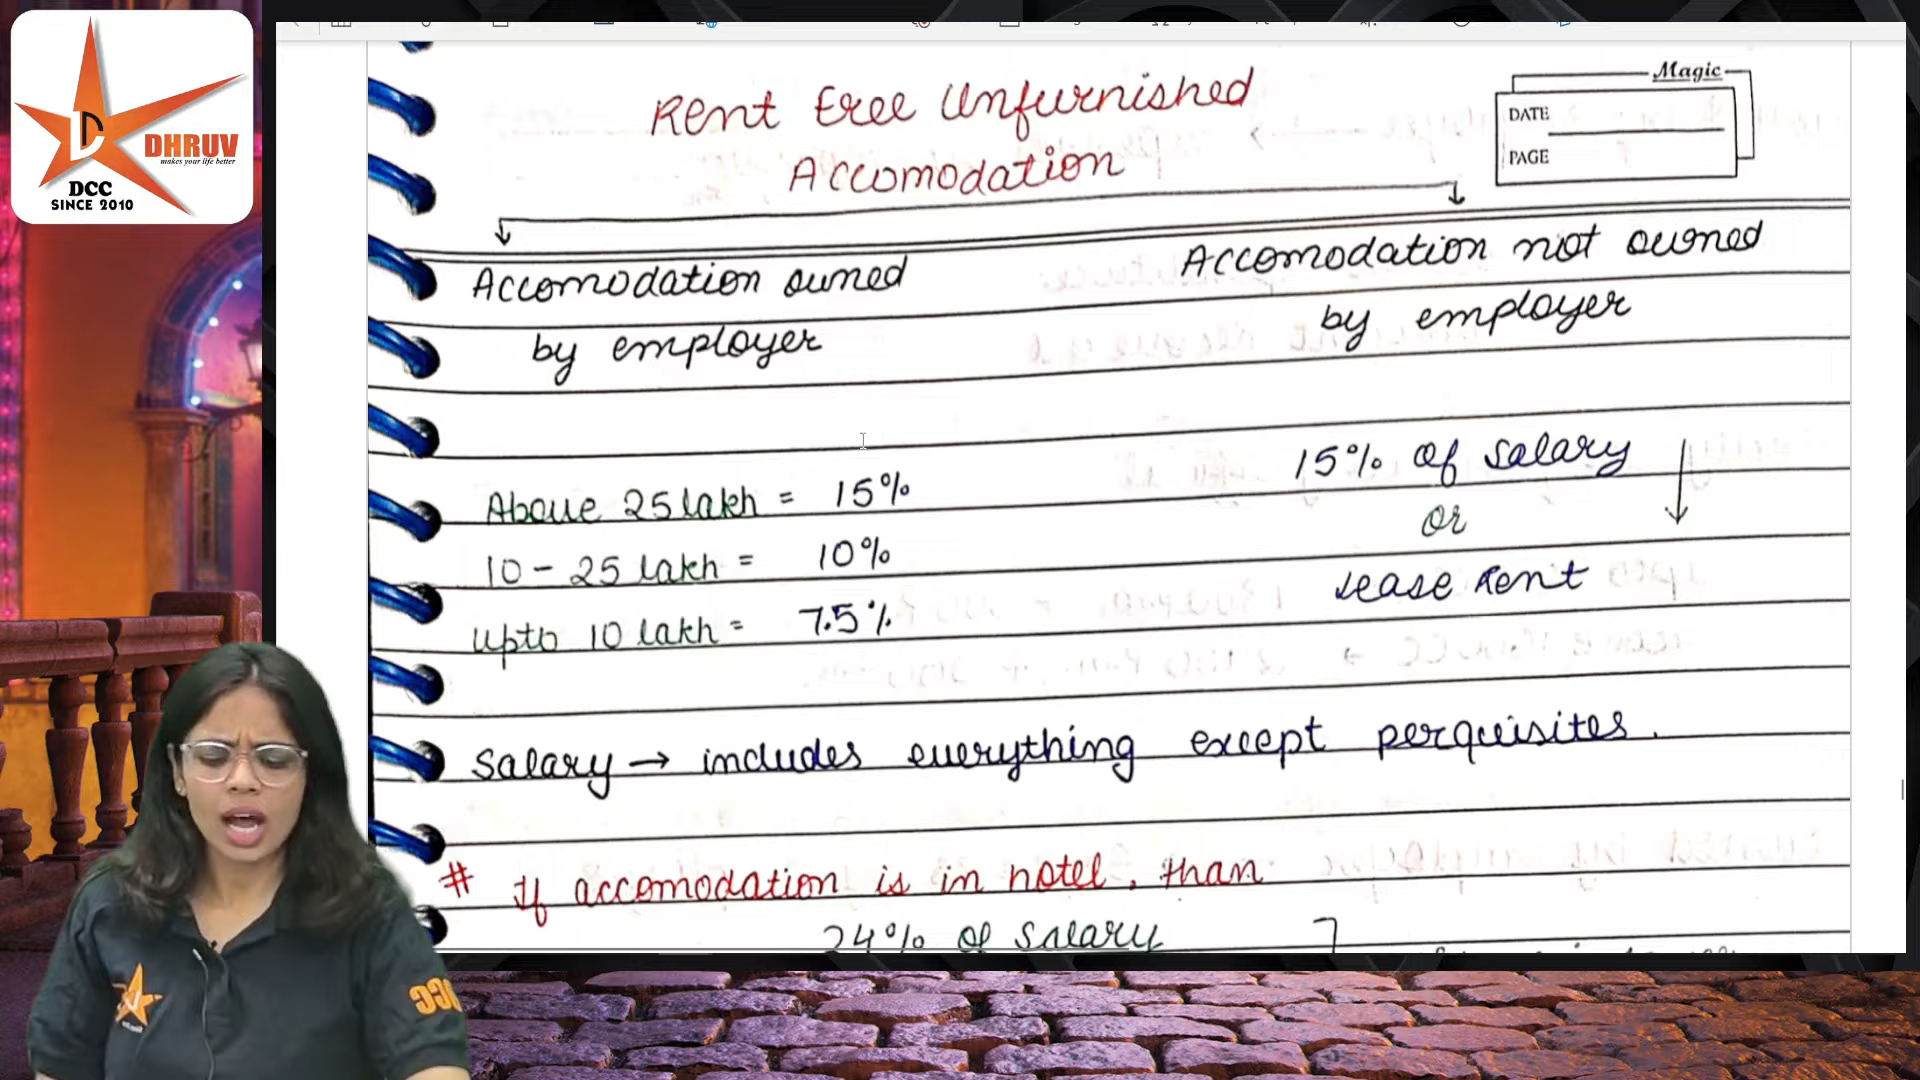 D
DHRUV
makes your life better
DCC
SINCE 2010
Rent free Unfurnished
Accomodation
Magic
DATE
PAGE
Accomodation owned
by employer
Accomodation not owned
by employer
Above 25 lakh = 15%
10 - 25 lakh = 10%
upto 10 lakh = 7.5%
15% of salary
or
lease Rent
Salary → includes everything except perquisites.
# If accomodation is in hotel, than
24% of salary